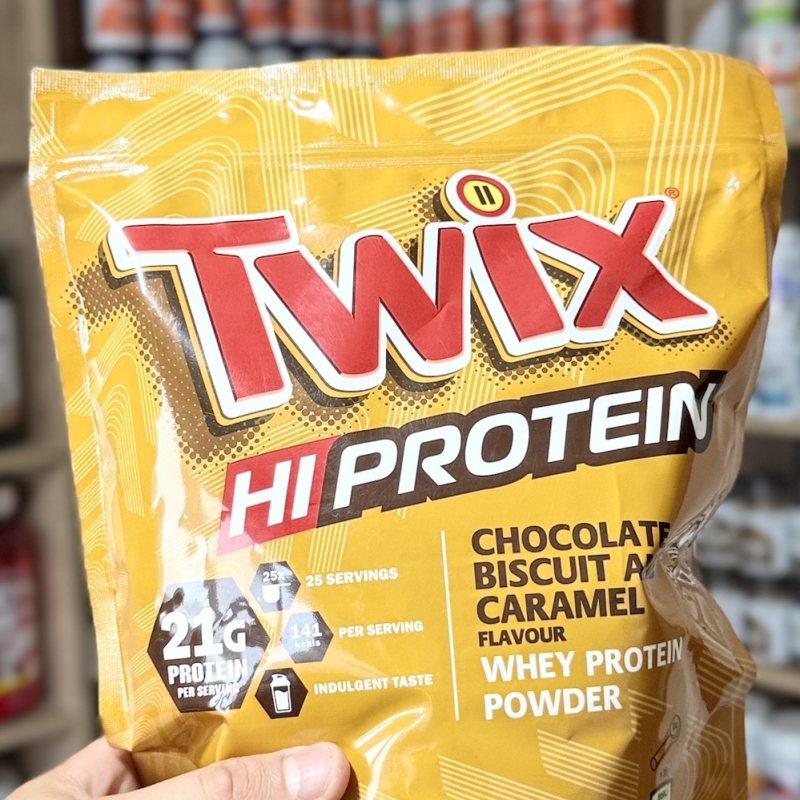 TWIX®
HI PROTEIN
25X
25 SERVINGS
21G
PROTEIN
PER SERVING
141
kcals
PER SERVING
INDULGENT TASTE
CHOCOLATE
BISCUIT
CARAMEL
FLAVOUR
WHEY PROTEIN
POWDER